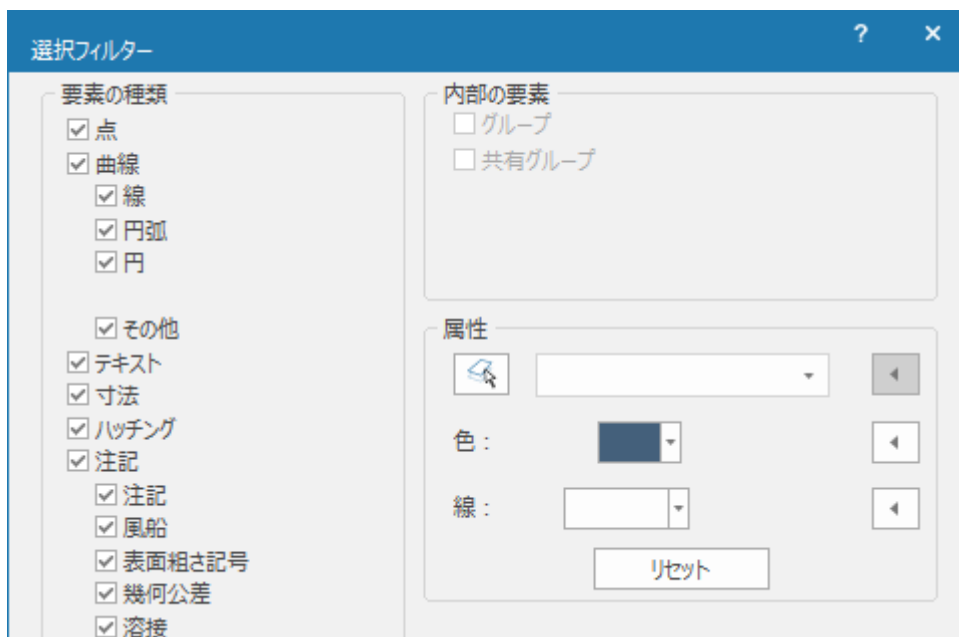 選択フィルター
?
×
要素の種類
点
曲線
線
円弧
円
その他
テキスト
寸法
ハッチング
注記
注記
風船
表面粗さ記号
幾何公差
溶接
内部の要素
グループ
共有グループ
属性
色 :
線 :
リセット